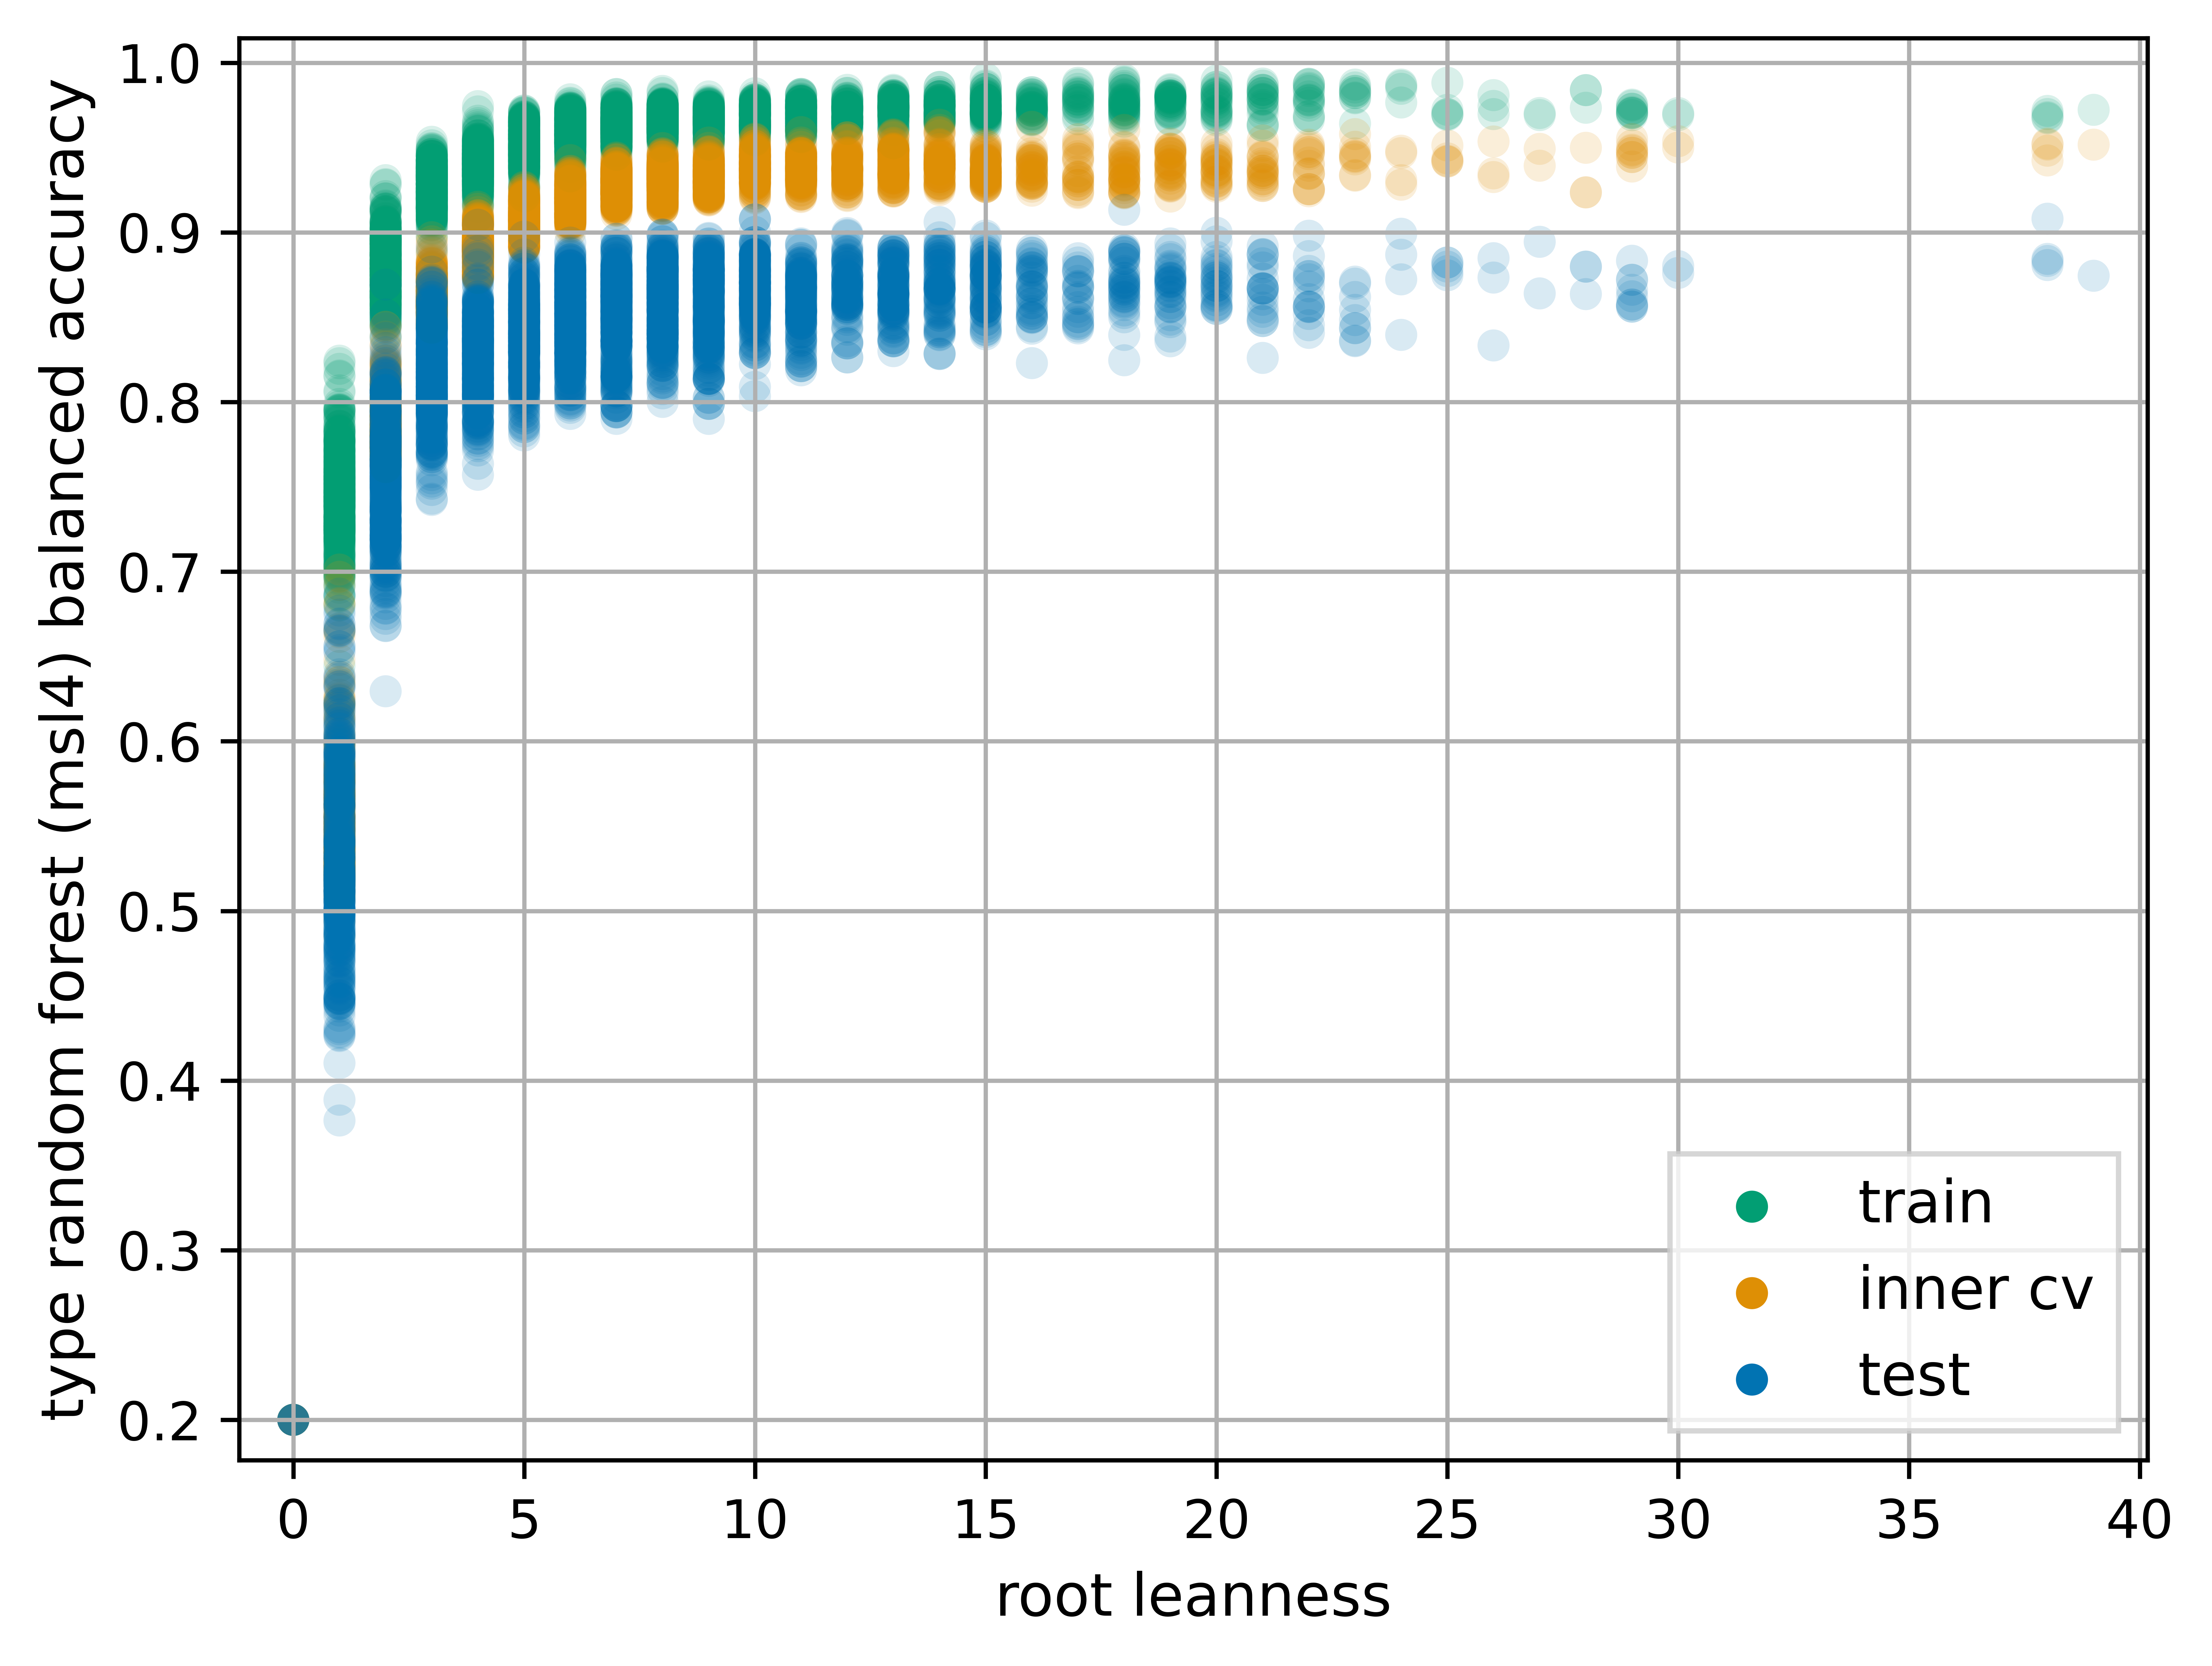 type random forest (msl4) balanced accuracy
1.0
0.9
0.8
0.7
0.6
0.5
0.4
0.3
0.2
train
inner cv
test
0 5 10 15 20 25 30 35 40
root leanness